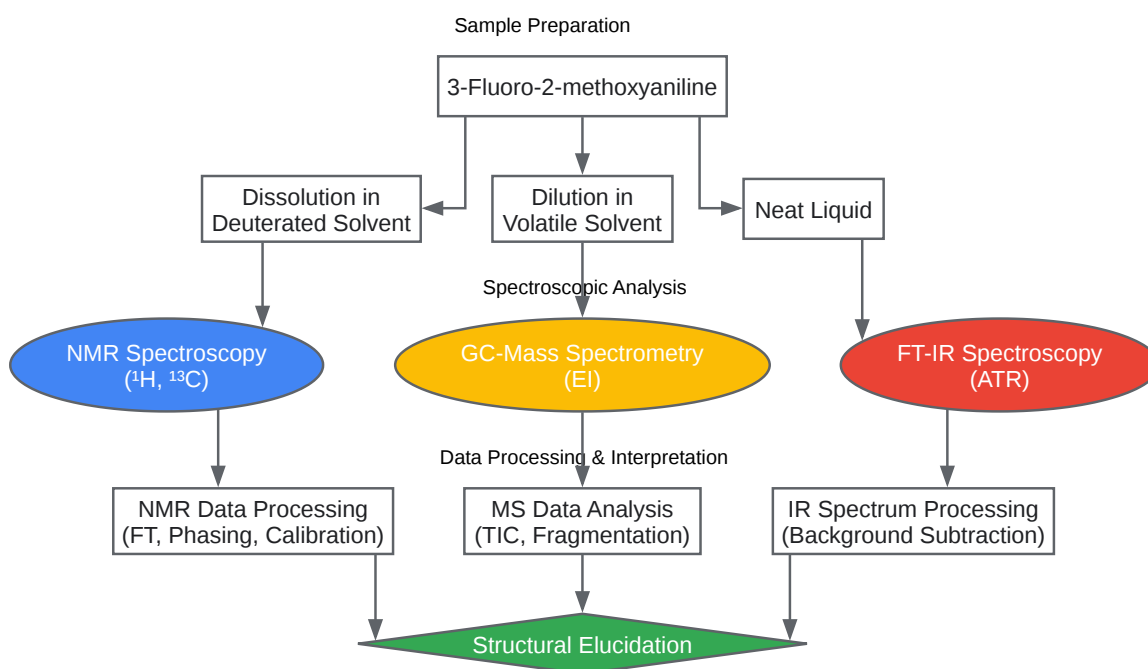 Sample Preparation
3-Fluoro-2-methoxyaniline
Dissolution in
Deuterated Solvent
Dilution in
Volatile Solvent
Neat Liquid
Spectroscopic Analysis
NMR Spectroscopy
(¹H, ¹³C)
GC-Mass Spectrometry
(EI)
FT-IR Spectroscopy
(ATR)
Data Processing & Interpretation
NMR Data Processing
(FT, Phasing, Calibration)
MS Data Analysis
(TIC, Fragmentation)
IR Spectrum Processing
(Background Subtraction)
Structural Elucidation